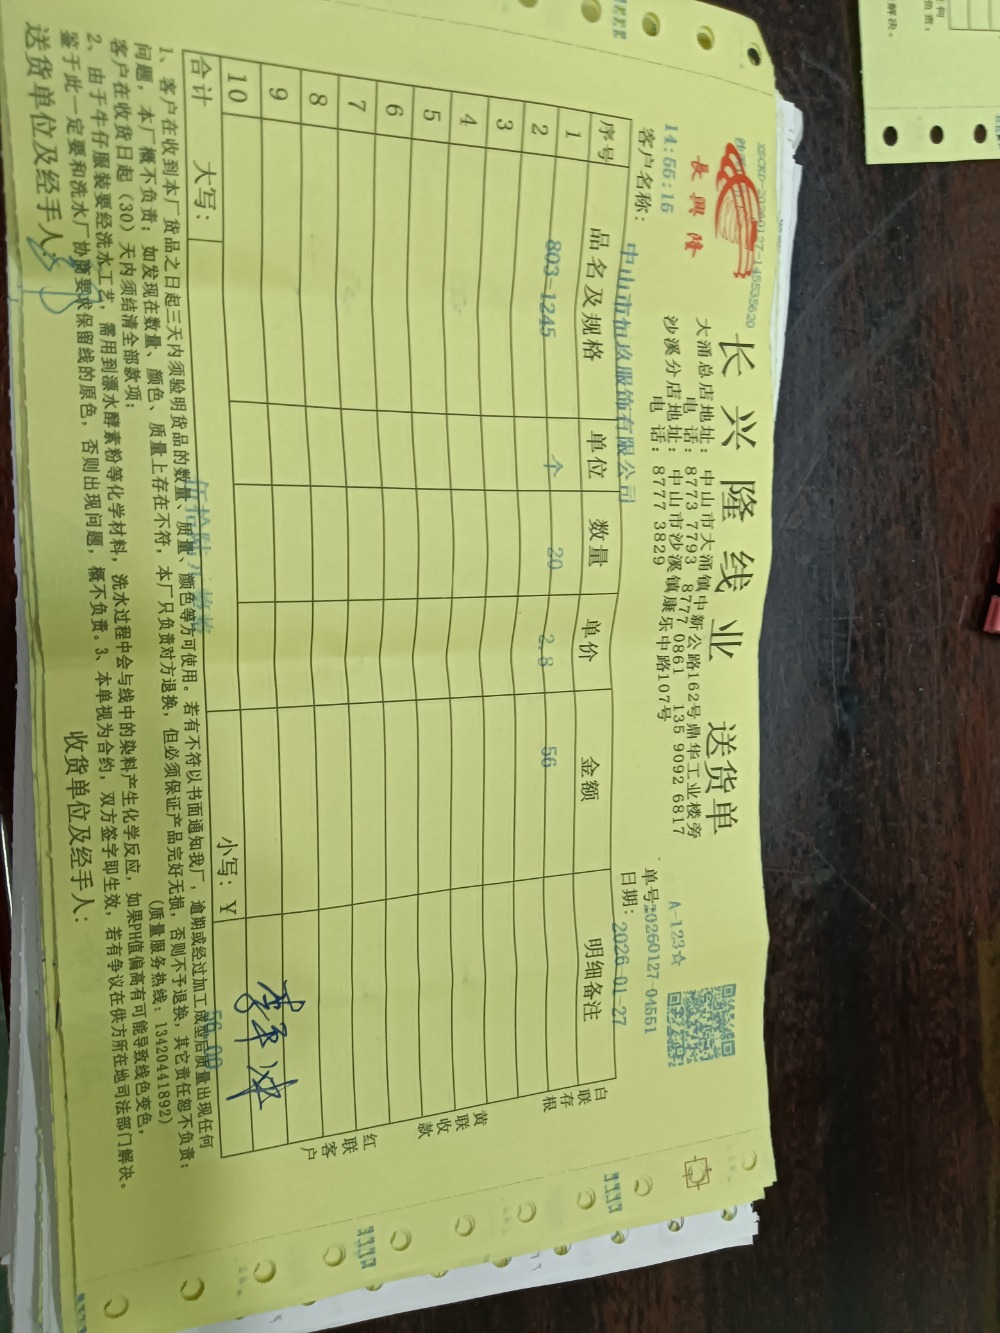 XSCKD-20260127-145535620
長興隆
长兴隆线业 送货单
大涌总店地址：中山市大涌镇中新公路162号鼎华工业楼旁
电 话：8773 7793 8777 0861 135 9092 6817
沙溪分店地址：中山市沙溪镇康乐中路107号
电 话：8777 3829
A-123☆
14:55:15
单号:20260127-04551
客户名称： 中山市恒玖服饰有限公司
日期：2026-01-27
序号 品名及规格 单位 数量 单价 金额 明细备注
1 803-1245 个 20 2.8 56
2
3
4
5
6
7
8
9
10
合计 大写： 小写：￥ 56.00
白联存根
黄联收款
红联客户
1、客户在收到本厂货品之日起三天内须验明货品的数量、质量、颜色等方可使用。若有不符以书面通知我厂，逾期或经过加工成型后质量出现任何
问题，本厂概不负责；如发现在数量、颜色、质量上存在不符，本厂只负责对方退换，但必须保证产品完好无损，否则不予退换，其它责任恕不负责；
客户在收货日起（30）天内须结清全部款项； （质量服务热线：13420441892）
2、由于牛仔服装要经洗水工艺，需用到漂水酵素粉等化学材料，洗水过程中会与线中的染料产生化学反应，如果PH值偏高有可能导致线色变色，
鉴于此一定要和洗水厂协商要求保留线的原色，否则出现问题，概不负责。3、本单视为合约，双方签字即生效，若有争议在供方所在地司法部门解决。
送货单位及经手人： 收货单位及经手人：
负责；
解决。